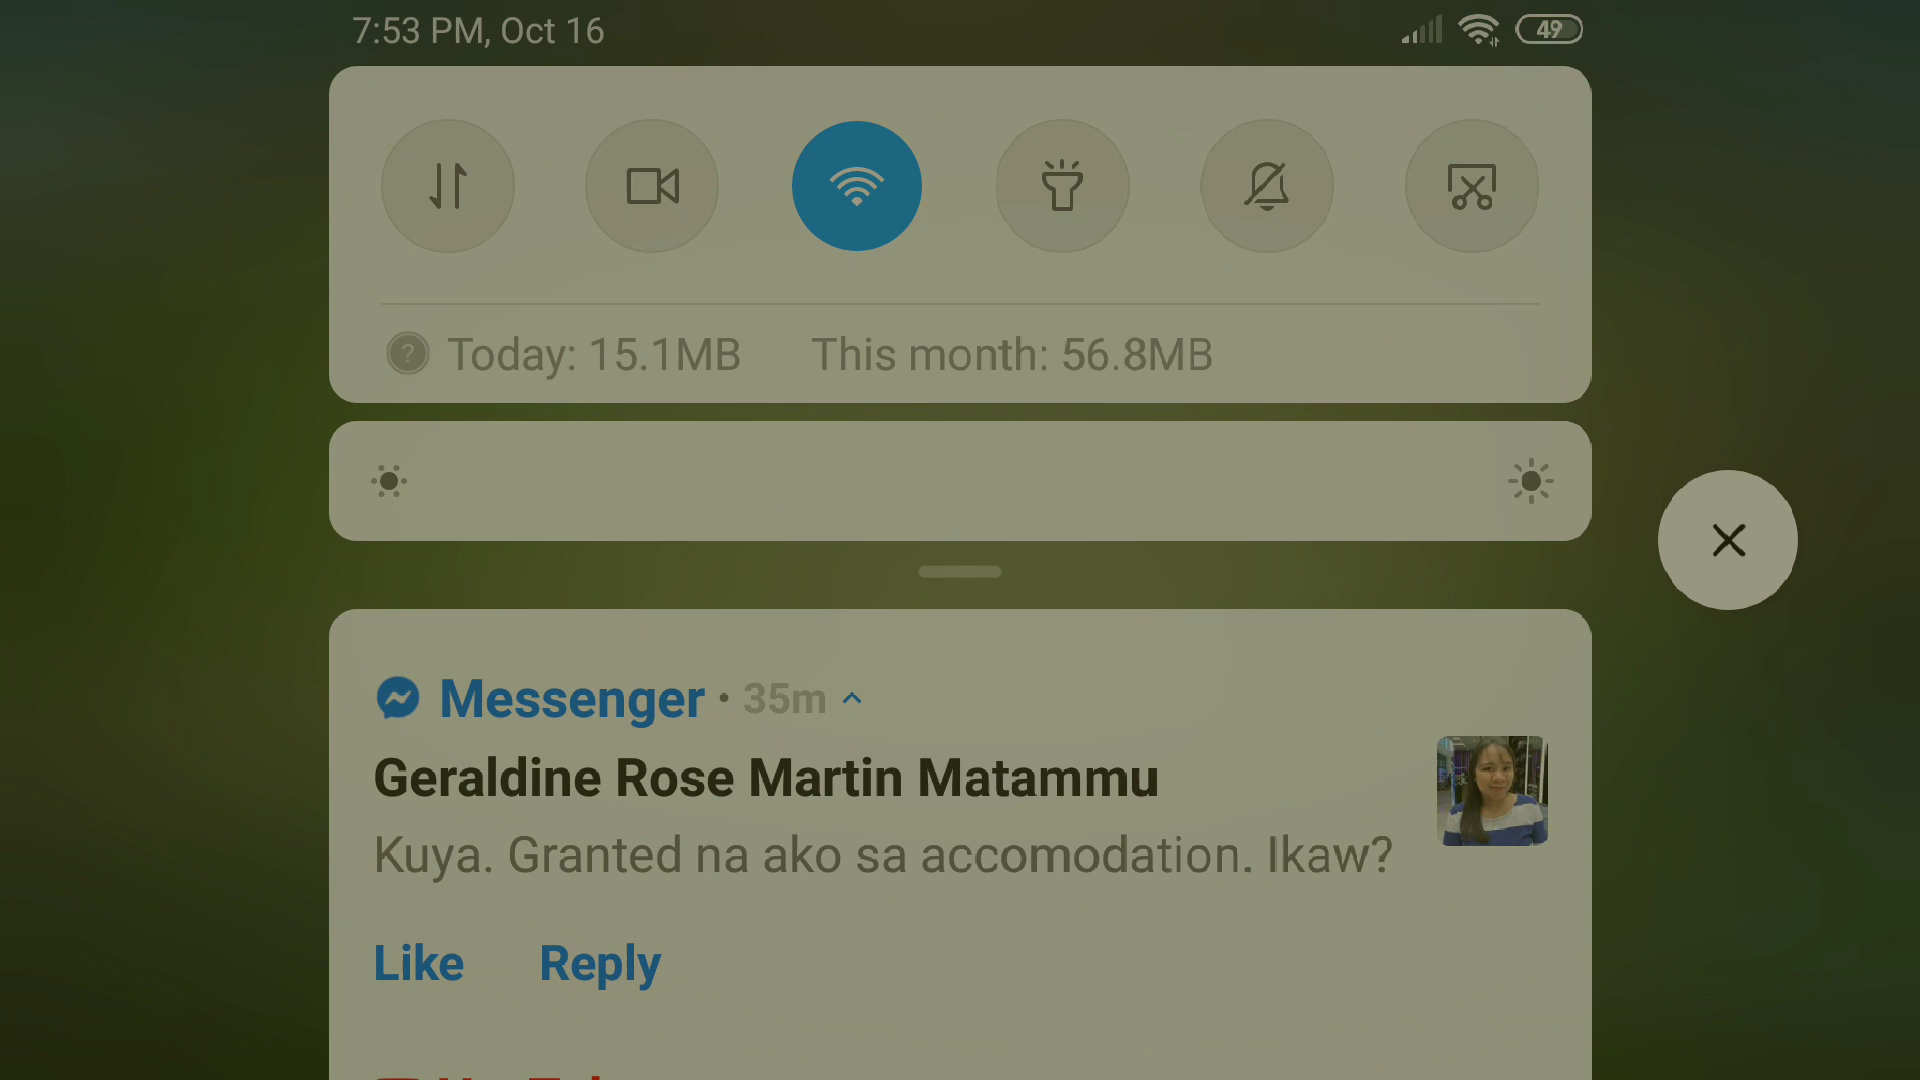 7:53 PM, Oct 16
49
Today: 15.1MB This month: 56.8MB
Messenger • 35m
Geraldine Rose Martin Matammu
Kuya. Granted na ako sa accomodation. Ikaw?
Like Reply